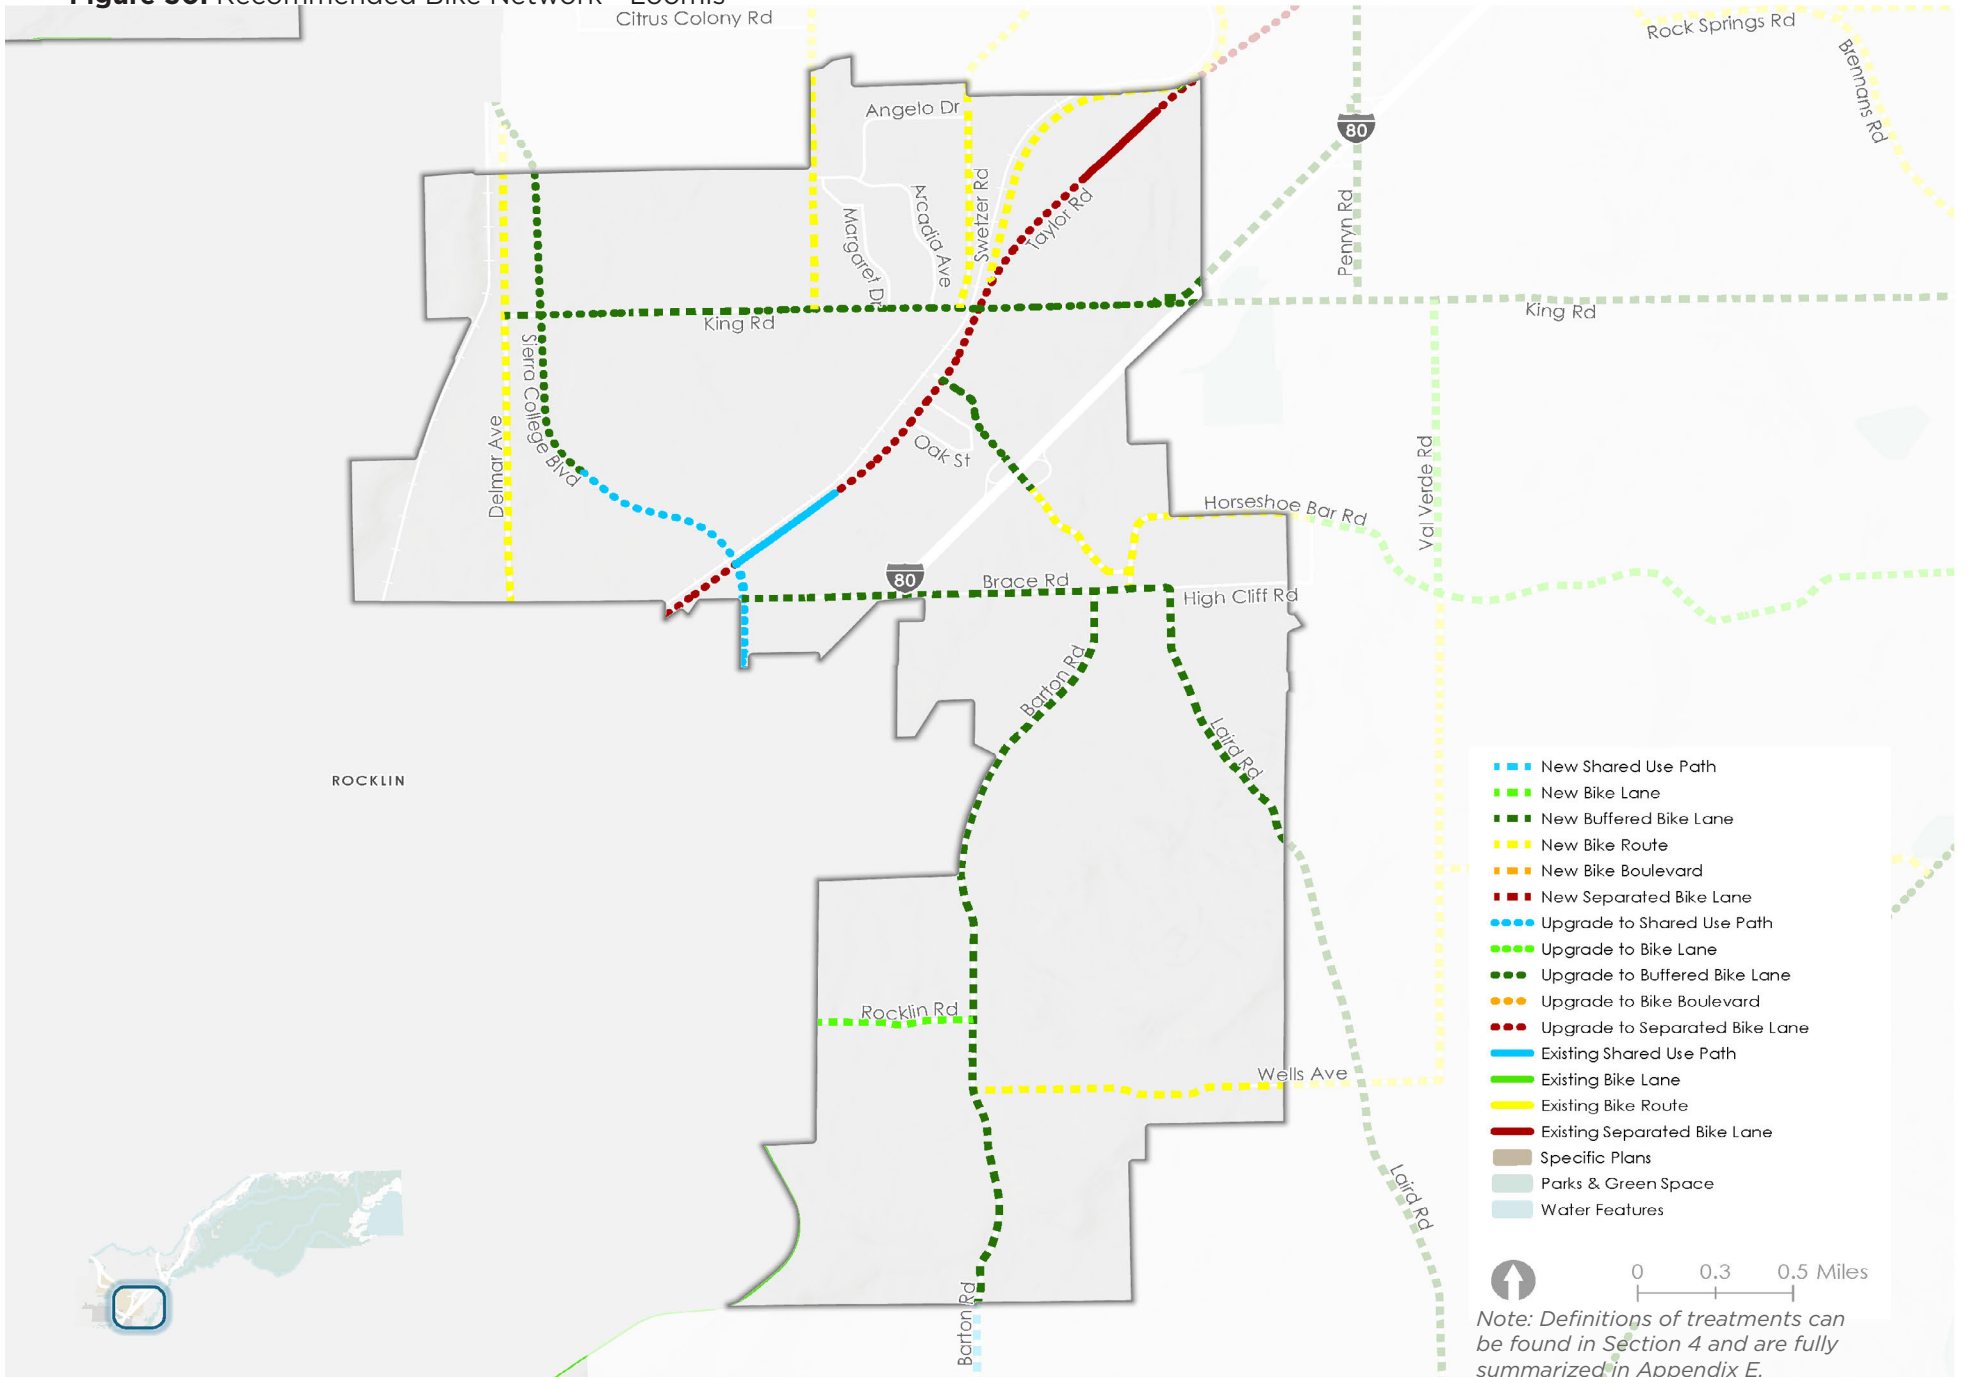 Figure 50. Recommended Bike Network - Loomis
Citrus Colony Rd
Rock Springs Rd
Brennans Rd
Angelo Dr
80
Swetzer Rd
Arcadia Ave
Margaret Dr
Taylor Rd
Penryn Rd
King Rd
King Rd
Sierra College Blvd
Delmar Ave
Oak St
Val Verde Rd
Horseshoe Bar Rd
80
Brace Rd
High Cliff Rd
Barton Rd
Laird Rd
ROCKLIN
Rocklin Rd
Wells Ave
Laird Rd
Barton Rd
New Shared Use Path
New Bike Lane
New Buffered Bike Lane
New Bike Route
New Bike Boulevard
New Separated Bike Lane
Upgrade to Shared Use Path
Upgrade to Bike Lane
Upgrade to Buffered Bike Lane
Upgrade to Bike Boulevard
Upgrade to Separated Bike Lane
Existing Shared Use Path
Existing Bike Lane
Existing Bike Route
Existing Separated Bike Lane
Specific Plans
Parks & Green Space
Water Features
0 0.3 0.5 Miles
Note: Definitions of treatments can
be found in Section 4 and are fully
summarized in Appendix E.